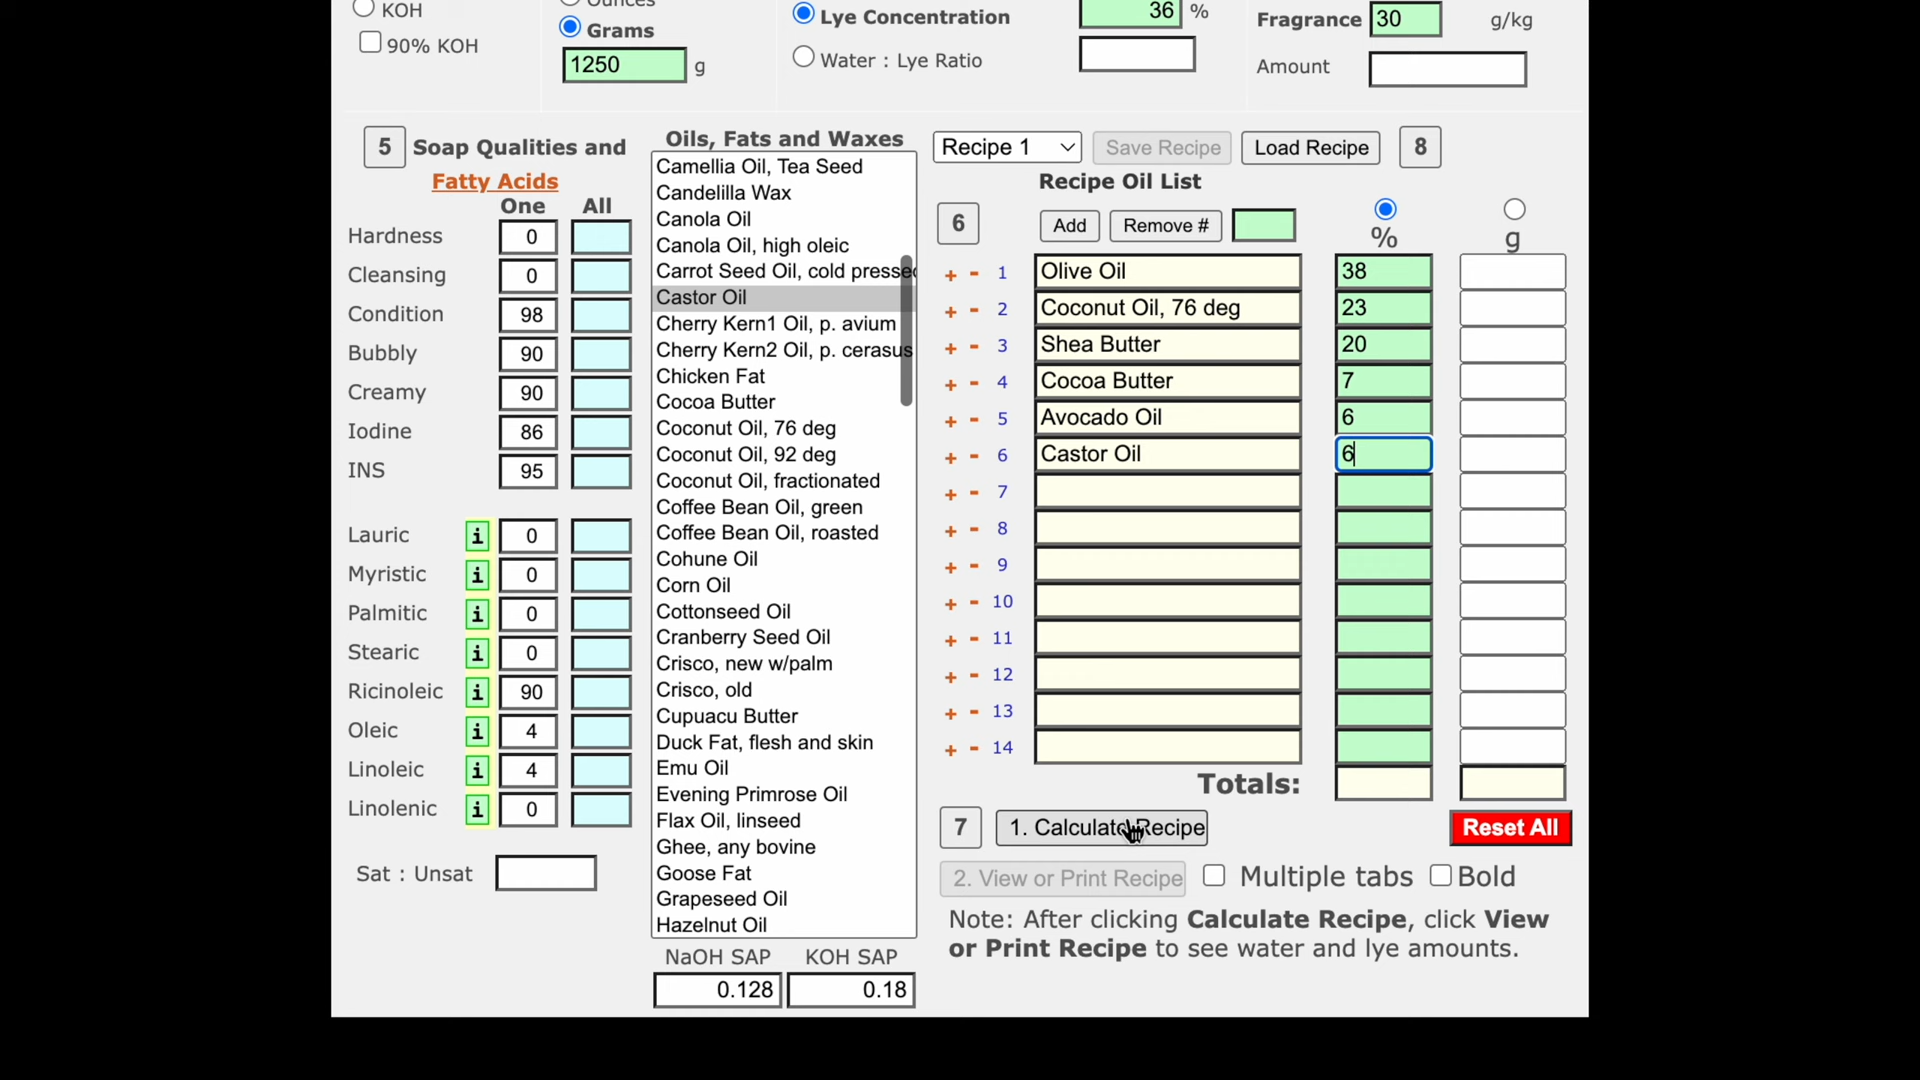 KOH
90% KOH
Ounces
Grams
1250 g
Lye Concentration 36 %
Water : Lye Ratio
Fragrance 30 g/kg
Amount
5 Soap Qualities and
Fatty Acids
One All
Hardness 0
Cleansing 0
Condition 98
Bubbly 90
Creamy 90
Iodine 86
INS 95
Lauric i 0
Myristic i 0
Palmitic i 0
Stearic i 0
Ricinoleic i 90
Oleic i 4
Linoleic i 4
Linolenic i 0
Sat : Unsat
Oils, Fats and Waxes
Camellia Oil, Tea Seed
Candelilla Wax
Canola Oil
Canola Oil, high oleic
Carrot Seed Oil, cold pressed
Castor Oil
Cherry Kern1 Oil, p. avium
Cherry Kern2 Oil, p. cerasus
Chicken Fat
Cocoa Butter
Coconut Oil, 76 deg
Coconut Oil, 92 deg
Coconut Oil, fractionated
Coffee Bean Oil, green
Coffee Bean Oil, roasted
Cohune Oil
Corn Oil
Cottonseed Oil
Cranberry Seed Oil
Crisco, new w/palm
Crisco, old
Cupuacu Butter
Duck Fat, flesh and skin
Emu Oil
Evening Primrose Oil
Flax Oil, linseed
Ghee, any bovine
Goose Fat
Grapeseed Oil
Hazelnut Oil
NaOH SAP KOH SAP
0.128 0.18
Recipe 1 Save Recipe Load Recipe 8
Recipe Oil List
6 Add Remove # % g
+ - 1 Olive Oil 38
+ - 2 Coconut Oil, 76 deg 23
+ - 3 Shea Butter 20
+ - 4 Cocoa Butter 7
+ - 5 Avocado Oil 6
+ - 6 Castor Oil 6
+ - 7
+ - 8
+ - 9
+ - 10
+ - 11
+ - 12
+ - 13
+ - 14
Totals:
7 1. Calculate Recipe Reset All
2. View or Print Recipe Multiple tabs Bold
Note: After clicking Calculate Recipe, click View
or Print Recipe to see water and lye amounts.